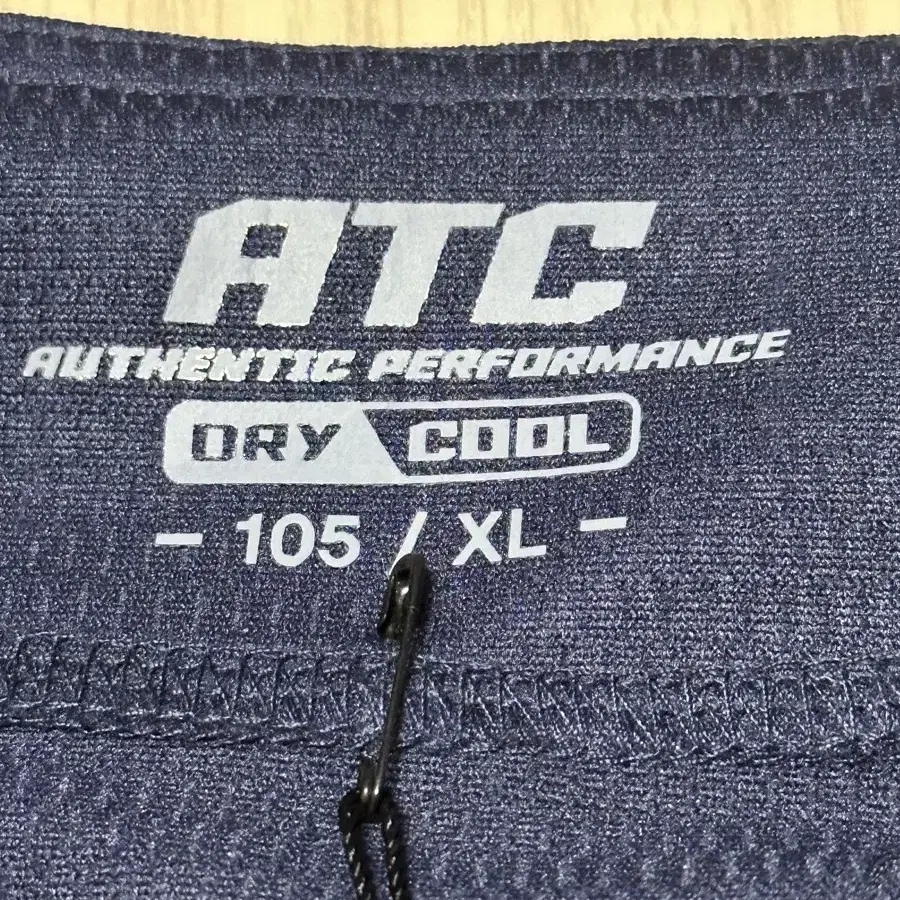 ATC
AUTHENTIC PERFORMANCE
DRY COOL
- 105 / XL -